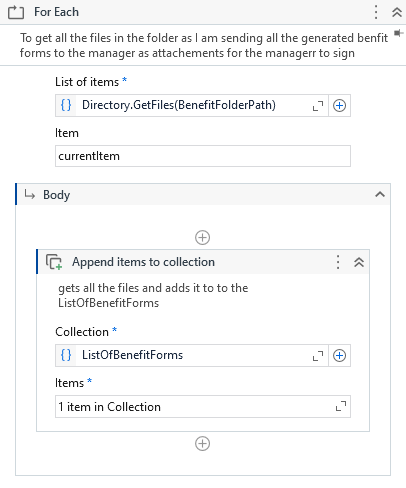 For Each
To get all the files in the folder as I am sending all the generated benfit
forms to the manager as attachements for the managerr to sign
List of items *
{} Directory.GetFiles(BenefitFolderPath)
Item
currentItem
Body
Append items to collection
gets all the files and adds it to to the
ListOfBenefitForms
Collection *
{} ListOfBenefitForms
Items *
1 item in Collection